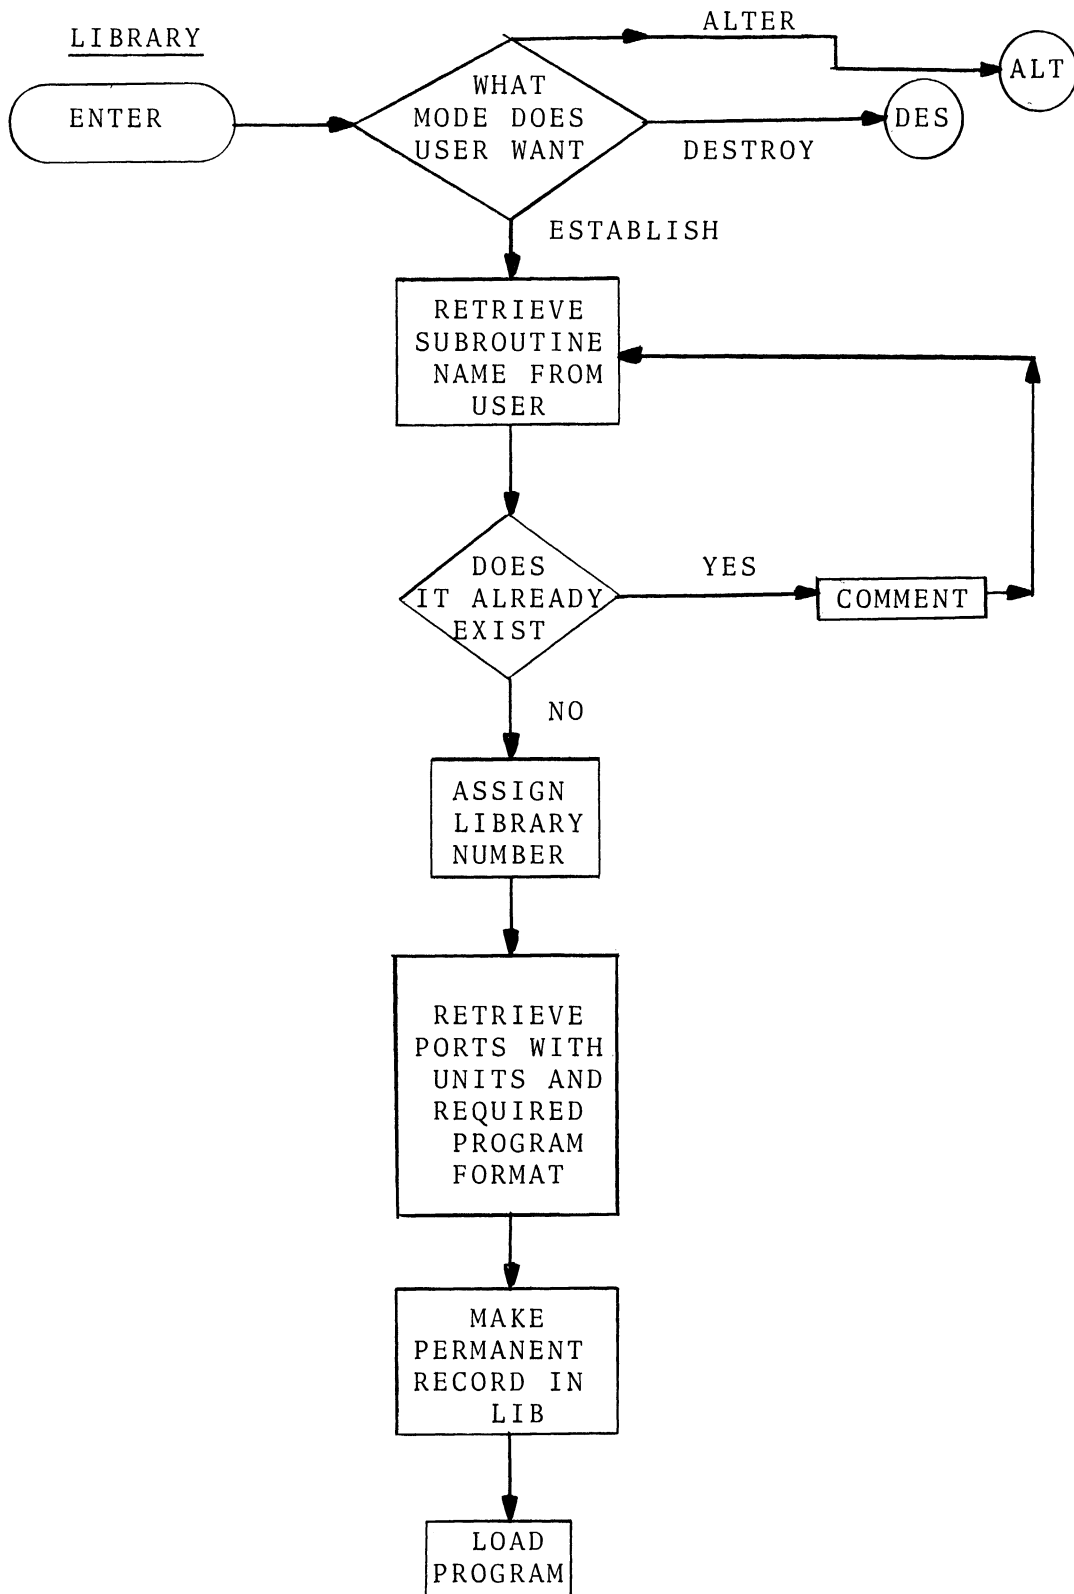 LIBRARY
ALTER
ALT
ENTER
WHAT
MODE DOES
USER WANT
DES
DESTROY
ESTABLISH
RETRIEVE
SUBROUTINE
NAME FROM
USER
DOES
IT ALREADY
EXIST
YES
COMMENT
NO
ASSIGN
LIBRARY
NUMBER
RETRIEVE
PORTS WITH
UNITS AND
REQUIRED
PROGRAM
FORMAT
MAKE
PERMANENT
RECORD IN
LIB
LOAD
PROGRAM